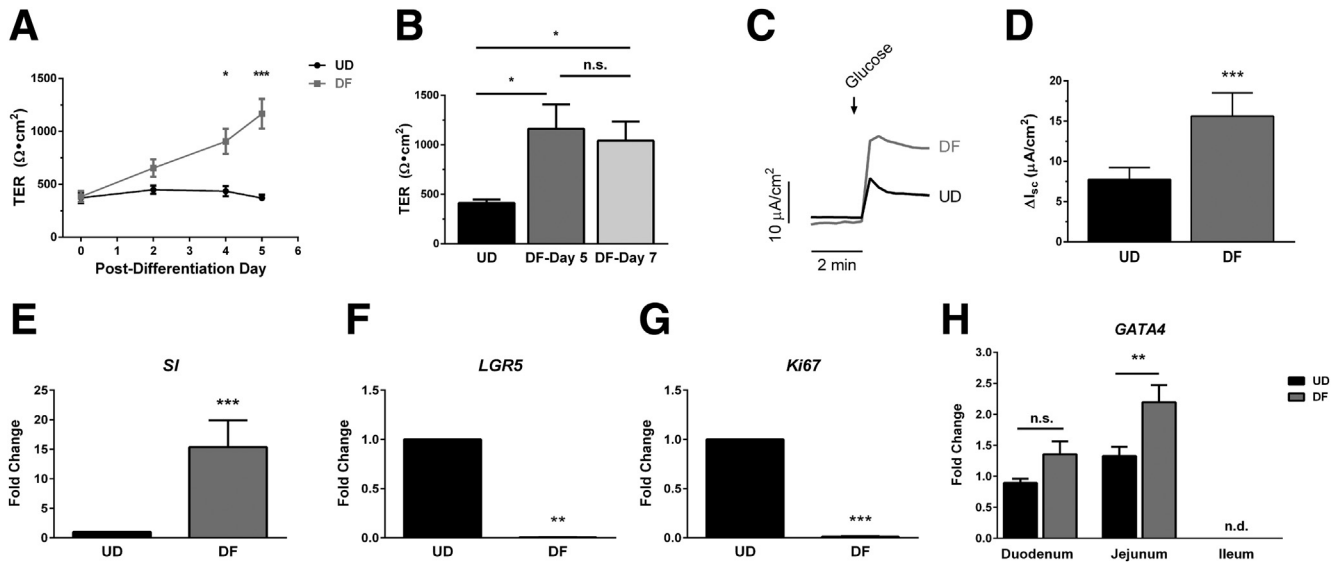 A
UD
DF
* ***
TER (Ω•cm²)
1500
1000
500
0
0 1 2 3 4 5 6
Post-Differentiation Day
B
*
* n.s.
TER (Ω•cm²)
1500
1000
500
0
UD DF-Day 5 DF-Day 7
C
Glucose
DF
UD
10 µA/cm²
2 min
D
***
ΔIsc (µA/cm²)
20
15
10
5
0
UD DF
E
SI
***
Fold Change
25
20
15
10
5
0
UD DF
F
LGR5
Fold Change
1.5
1.0
0.5
0.0
**
UD DF
G
Ki67
Fold Change
1.5
1.0
0.5
0.0
***
UD DF
H
GATA4
UD
DF
**
n.s.
n.d.
Fold Change
3.0
2.5
2.0
1.5
1.0
0.5
0.0
Duodenum Jejunum Ileum